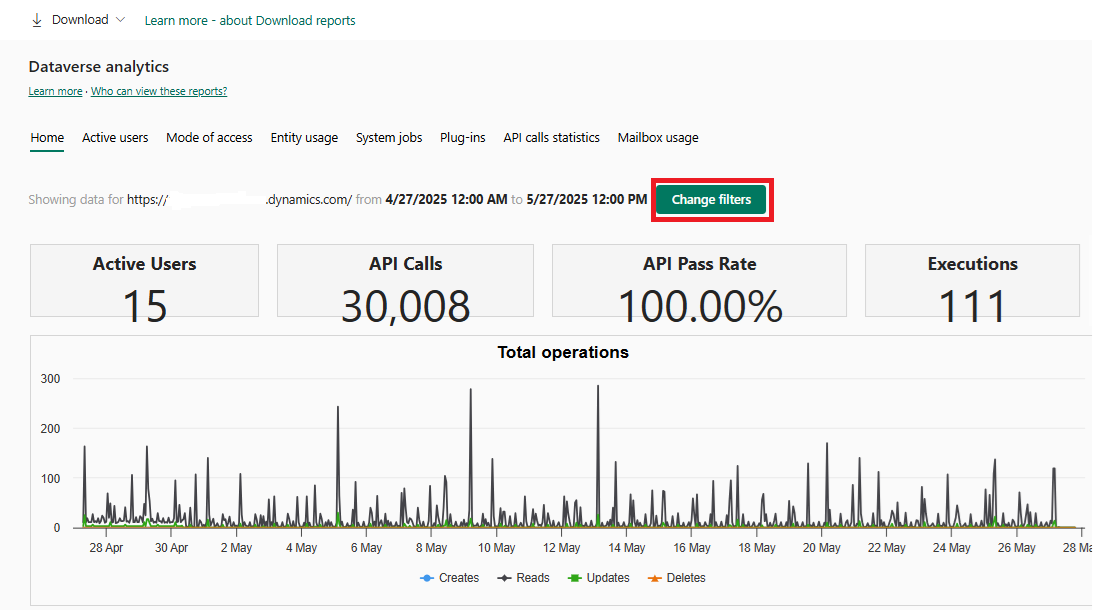 Download Learn more - about Download reports
Dataverse analytics
Learn more · Who can view these reports?
Home Active users Mode of access Entity usage System jobs Plug-ins API calls statistics Mailbox usage
Showing data for https:// .dynamics.com/ from 4/27/2025 12:00 AM to 5/27/2025 12:00 PM Change filters
Active Users API Calls API Pass Rate Executions
15 30,008 100.00% 111
Total operations
300
200
100
0
28 Apr 30 Apr 2 May 4 May 6 May 8 May 10 May 12 May 14 May 16 May 18 May 20 May 22 May 24 May 26 May 28 Ma
Creates Reads Updates Deletes